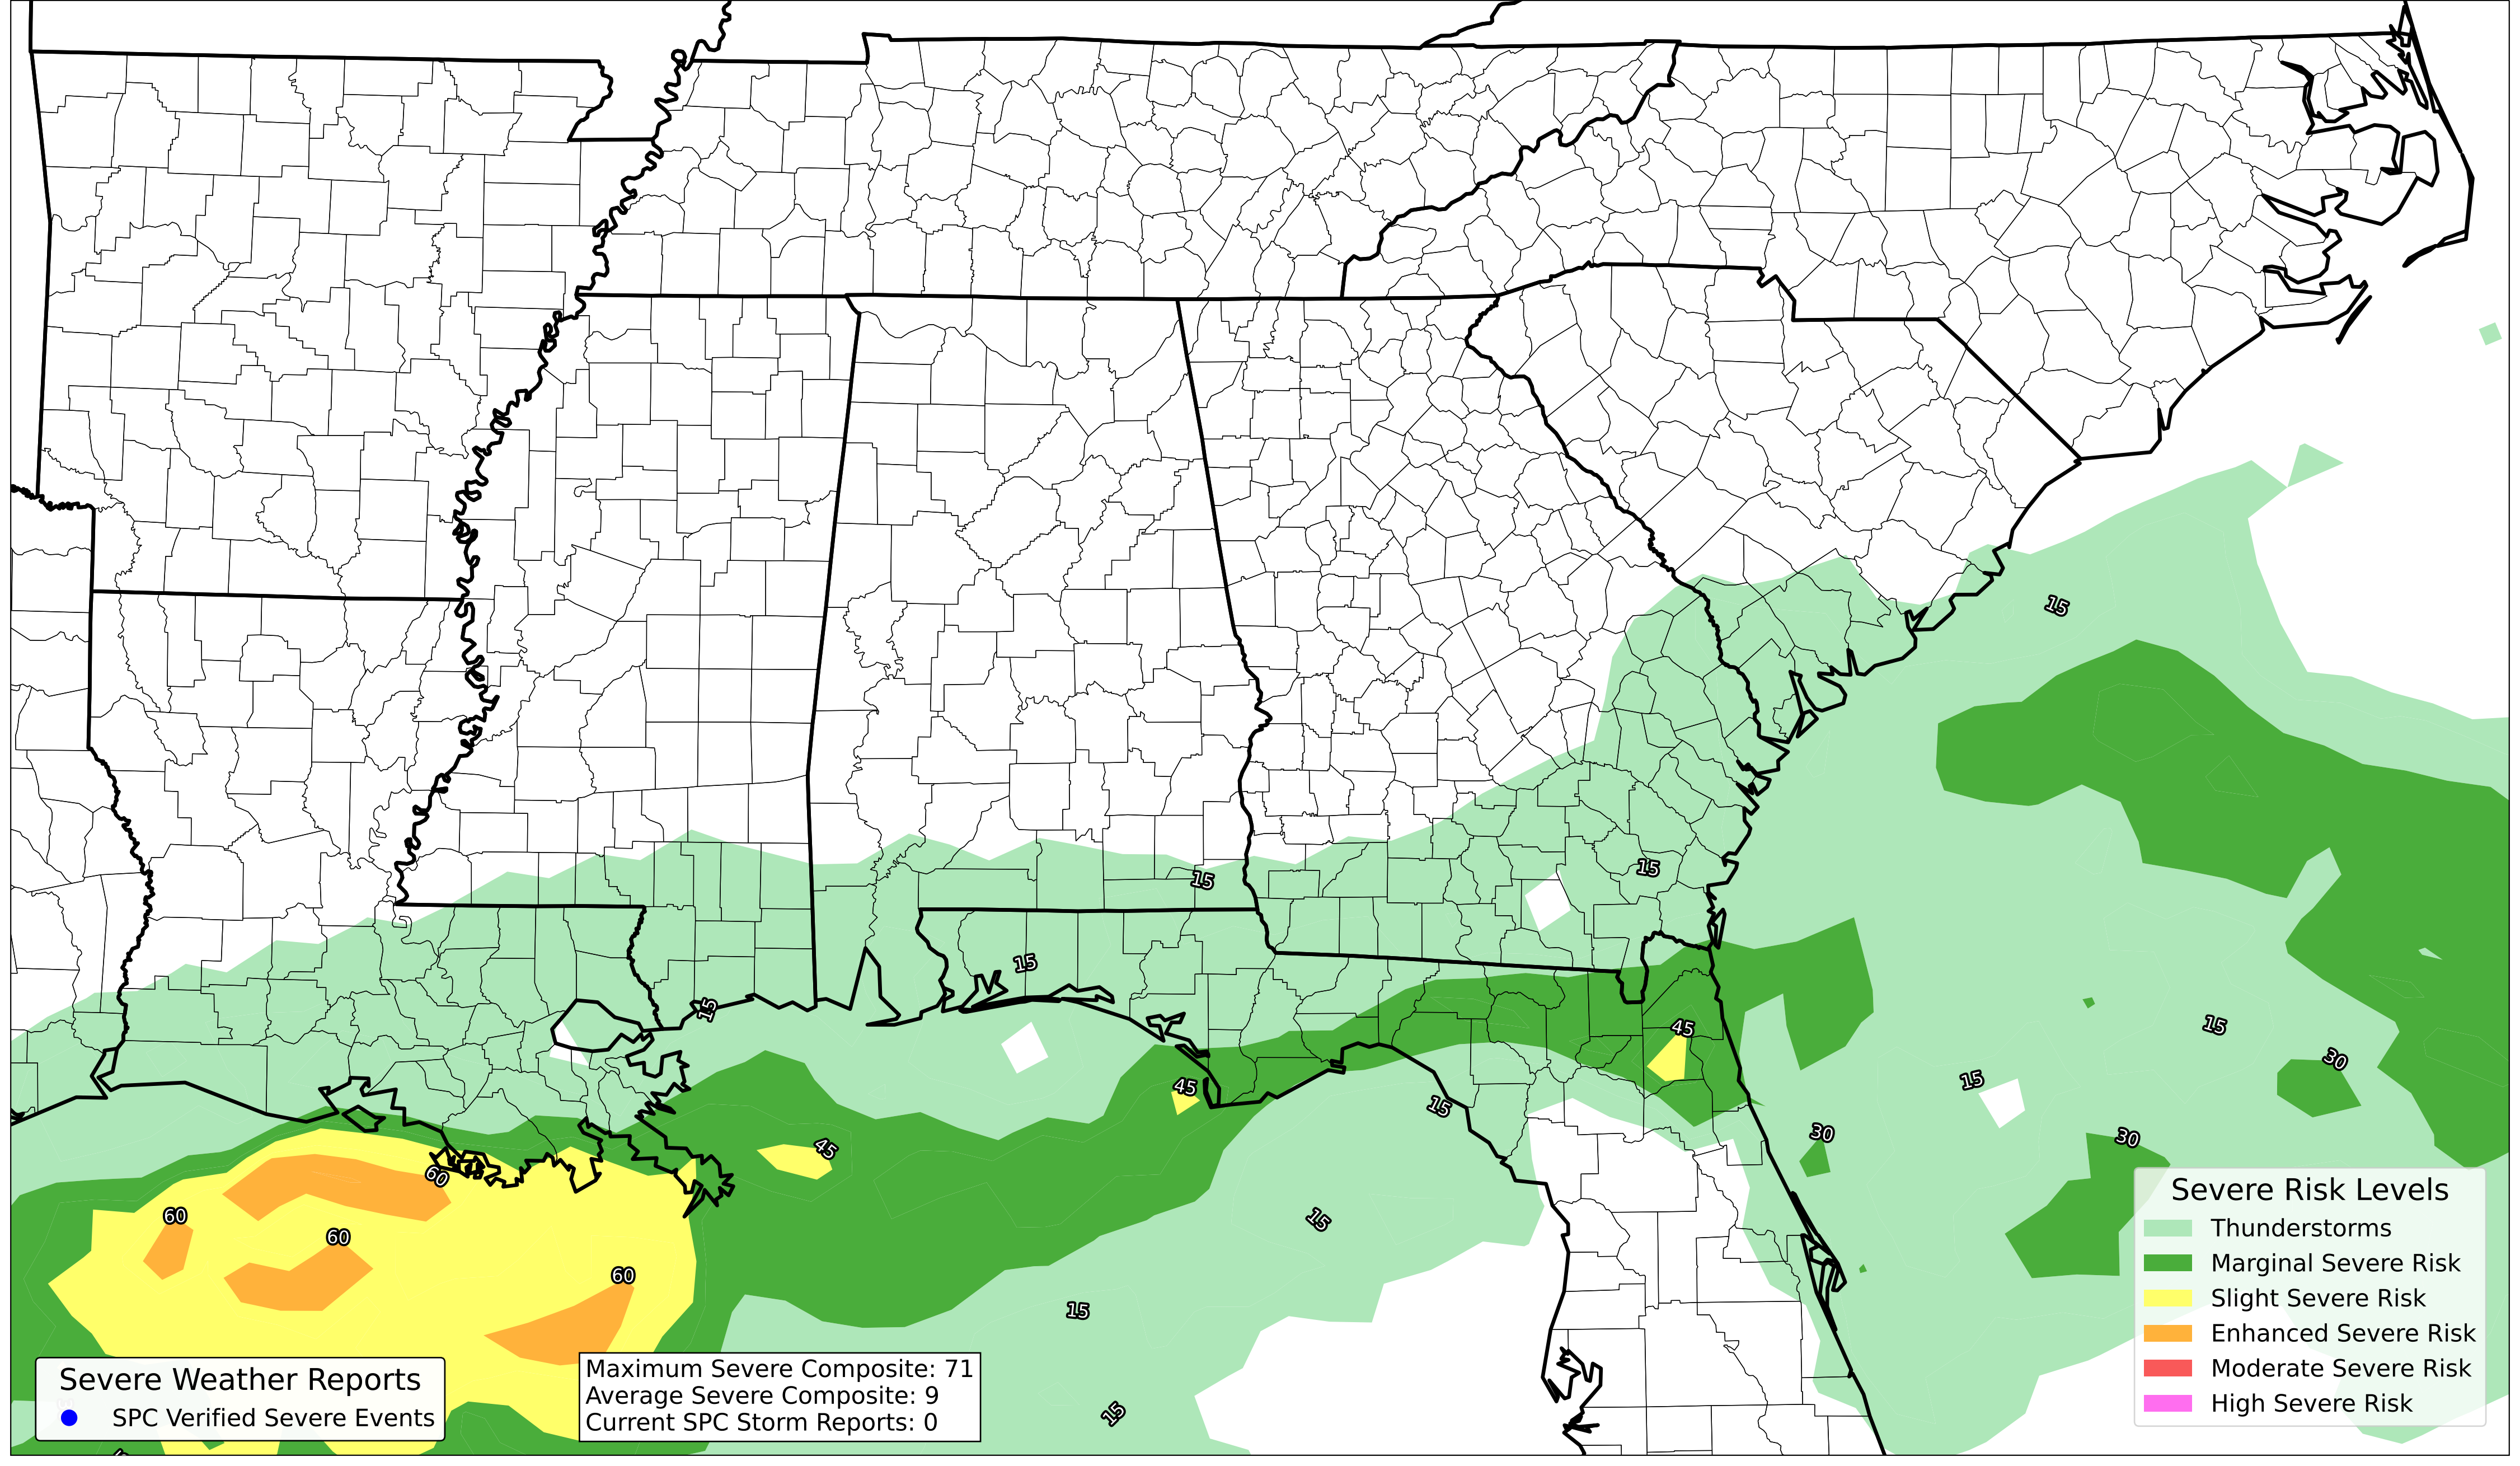 15
15
15
15
15
45
15
30
15
45
15
30
30
45
60
15
60
60
60
15
15
Severe Risk Levels
Thunderstorms
Marginal Severe Risk
Slight Severe Risk
Enhanced Severe Risk
Moderate Severe Risk
High Severe Risk
Severe Weather Reports
SPC Verified Severe Events
Maximum Severe Composite: 71
Average Severe Composite: 9
Current SPC Storm Reports: 0